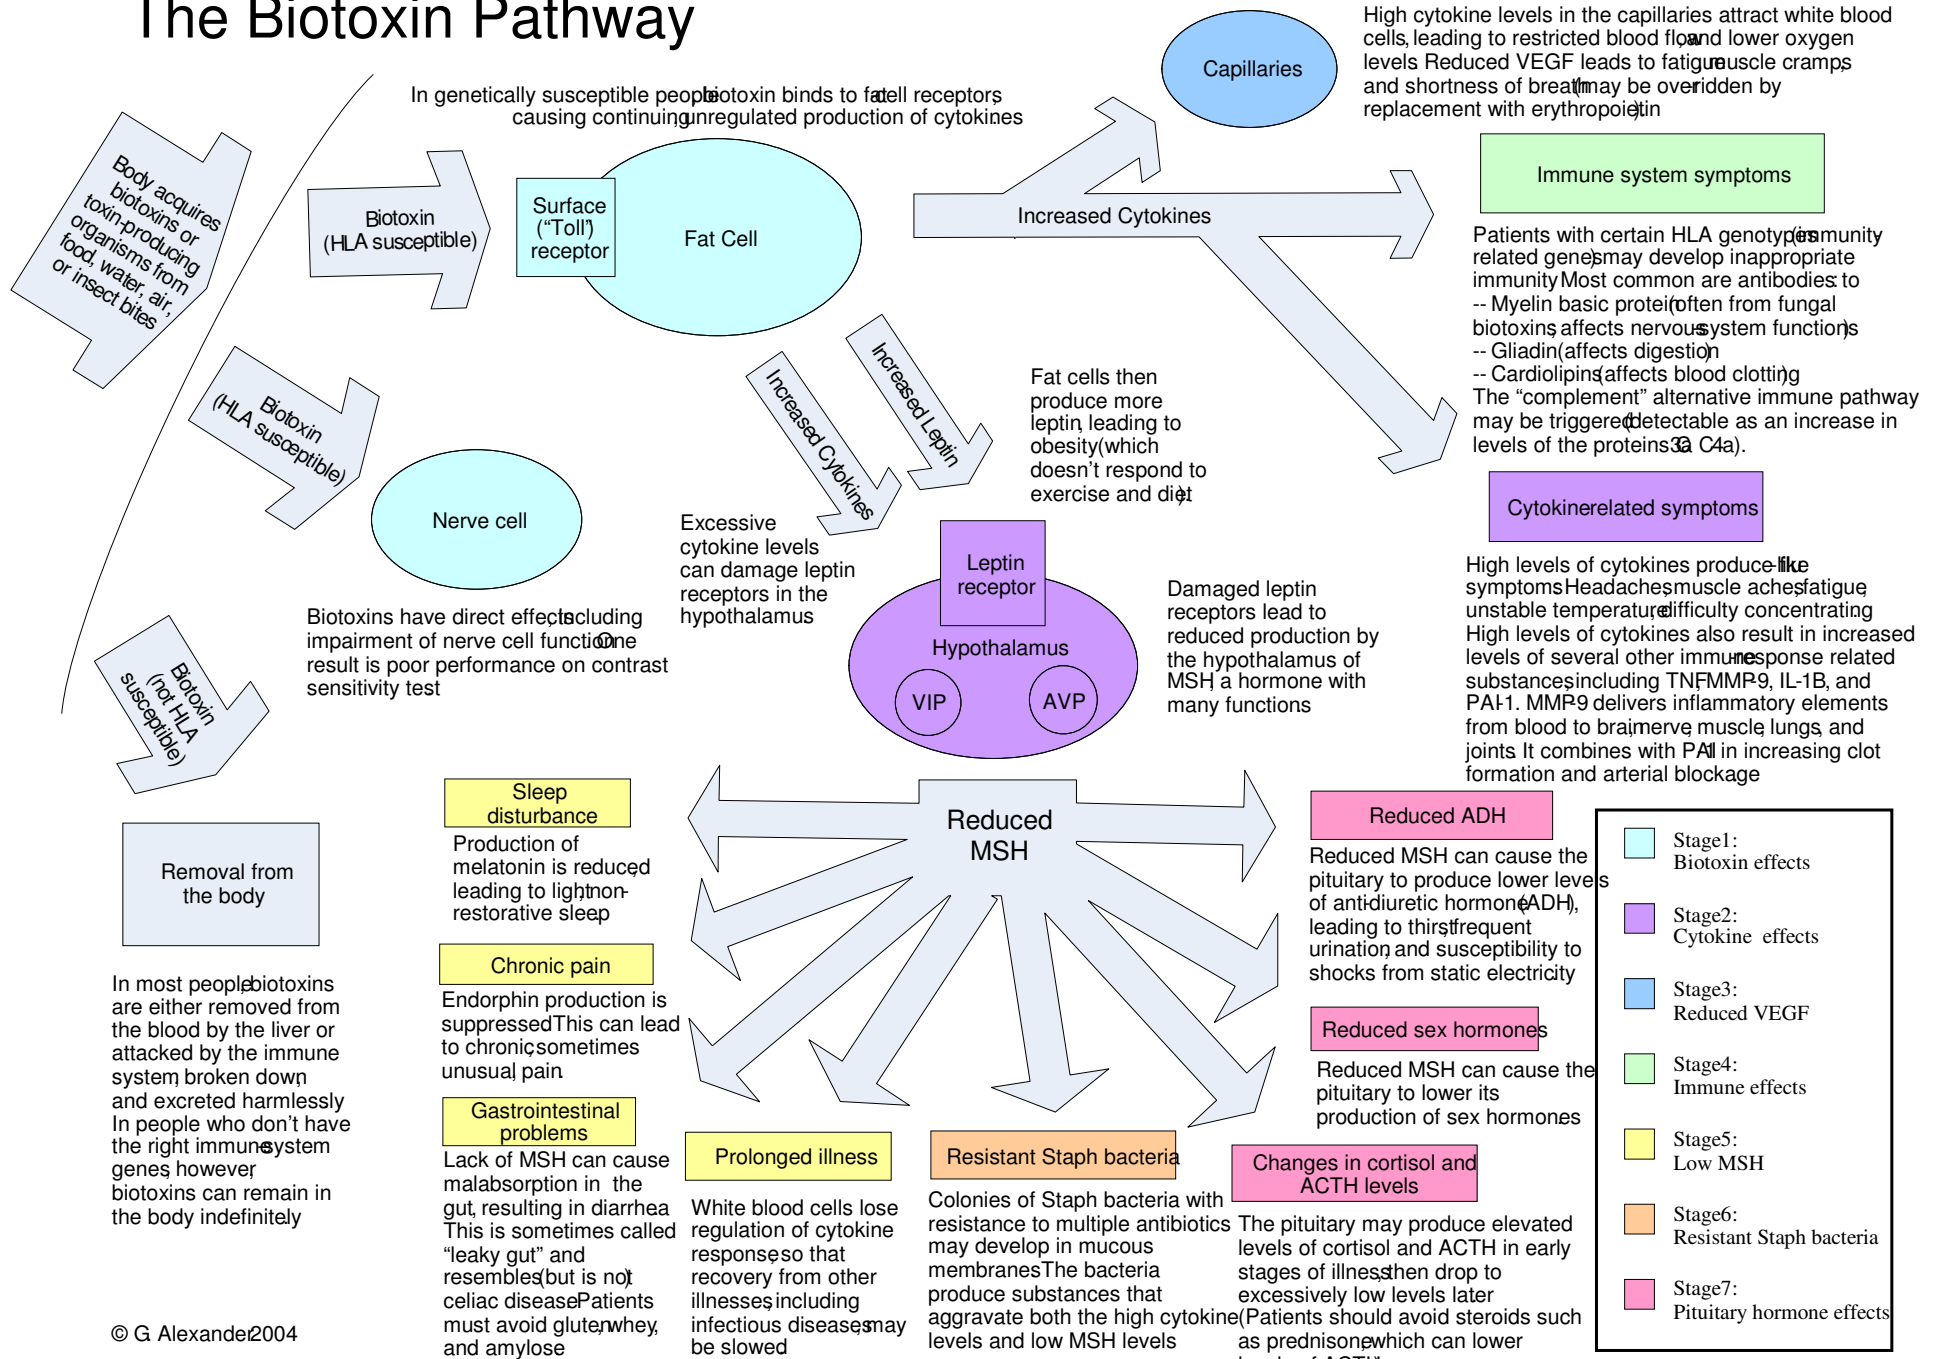 The Biotoxin Pathway
Body acquires
biotoxins or
toxin-producing
organisms from
food, water, air,
or insect bites
In genetically susceptible people, biotoxin binds to fat cell receptors,
causing continuing, unregulated production of cytokines.
Biotoxin
(HLA susceptible)
Surface
("Toll")
receptor
Fat Cell
Increased Cytokines
Capillaries
High cytokine levels in the capillaries attract white blood
cells, leading to restricted blood flow, and lower oxygen
levels. Reduced VEGF leads to fatigue, muscle cramps,
and shortness of breath (may be over-ridden by
replacement with erythropoietin).
Immune system symptoms
Patients with certain HLA genotypes (immunity-
related genes) may develop inappropriate
immunity. Most common are antibodies to:
-- Myelin basic protein (often from fungal
biotoxins; affects nervous-system functions)
-- Gliadin (affects digestion)
-- Cardiolipins (affects blood clotting)
The “complement” alternative immune pathway
may be triggered (detectable as an increase in
levels of the proteins C3a C4a).
Biotoxin
(HLA susceptible)
Nerve cell
Biotoxins have direct effects, including
impairment of nerve cell function. One
result is poor performance on contrast
sensitivity test
Increased Cytokines
Increased Leptin
Fat cells then
produce more
leptin, leading to
obesity (which
doesn't respond to
exercise and diet).
Excessive
cytokine levels
can damage leptin
receptors in the
hypothalamus.
Leptin
receptor
Hypothalamus
VIP
AVP
Damaged leptin
receptors lead to
reduced production by
the hypothalamus of
MSH, a hormone with
many functions
Cytokine-related symptoms
High levels of cytokines produce flu-like
symptoms: Headaches, muscle aches, fatigue,
unstable temperature, difficulty concentrating.
High levels of cytokines also result in increased
levels of several other immune-response related
substances, including TNF, MMP-9, IL-1B, and
PAI-1. MMP-9 delivers inflammatory elements
from blood to brain, nerve, muscle, lungs, and
joints. It combines with PAI-1 in increasing clot
formation and arterial blockage
Biotoxin
(not HLA
susceptible)
Removal from
the body
In most people, biotoxins
are either removed from
the blood by the liver or
attacked by the immune
system, broken down,
and excreted harmlessly
In people who don't have
the right immune-system
genes, however,
biotoxins can remain in
the body indefinitely.
© G. Alexander 2004
Reduced
MSH
Sleep
disturbance
Production of
melatonin is reduced,
leading to light, non-
restorative sleep.
Chronic pain
Endorphin production is
suppressed. This can lead
to chronic, sometimes
unusual, pain.
Gastrointestinal
problems
Lack of MSH can cause
malabsorption in the
gut, resulting in diarrhea.
This is sometimes called
“leaky gut” and
resembles (but is not)
celiac disease. Patients
must avoid gluten, whey,
and amylose
Prolonged illness
White blood cells lose
regulation of cytokine
response, so that
recovery from other
illnesses, including
infectious diseases, may
be slowed
Resistant Staph bacteria
Colonies of Staph bacteria with
resistance to multiple antibiotics
may develop in mucous
membranes. The bacteria
produce substances that
aggravate both the high cytokine
levels and low MSH levels
Reduced ADH
Reduced MSH can cause the
pituitary to produce lower levels
of anti-diuretic hormone (ADH),
leading to thirst, frequent
urination, and susceptibility to
shocks from static electricity.
Reduced sex hormones
Reduced MSH can cause the
pituitary to lower its
production of sex hormones.
Changes in cortisol and
ACTH levels
The pituitary may produce elevated
levels of cortisol and ACTH in early
stages of illness, then drop to
excessively low levels later
(Patients should avoid steroids such
as prednisone, which can lower
Stage1:
Biotoxin effects
Stage2:
Cytokine effects
Stage3:
Reduced VEGF
Stage4:
Immune effects
Stage5:
Low MSH
Stage6:
Resistant Staph bacteria
Stage7:
Pituitary hormone effects